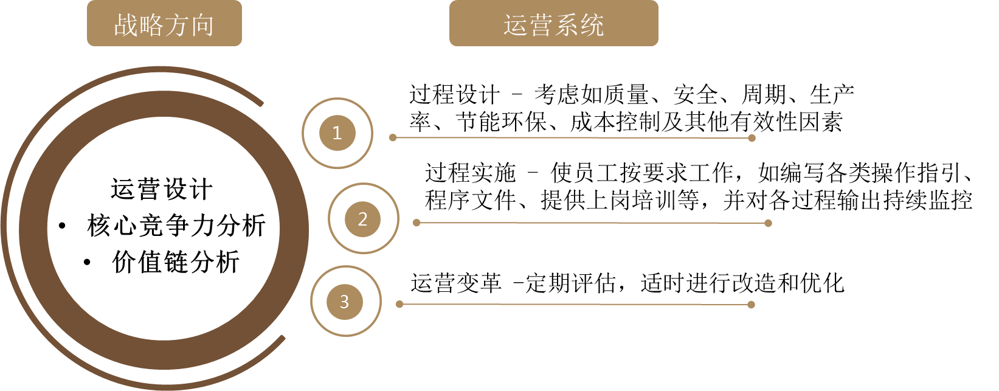 战略方向
运营系统
运营设计
• 核心竞争力分析
• 价值链分析
1
过程设计 – 考虑如质量、安全、周期、生产
率、节能环保、成本控制及其他有效性因素
2
过程实施 – 使员工按要求工作，如编写各类操作指引、
程序文件、提供上岗培训等，并对各过程输出持续监控
3
运营变革 –定期评估，适时进行改造和优化